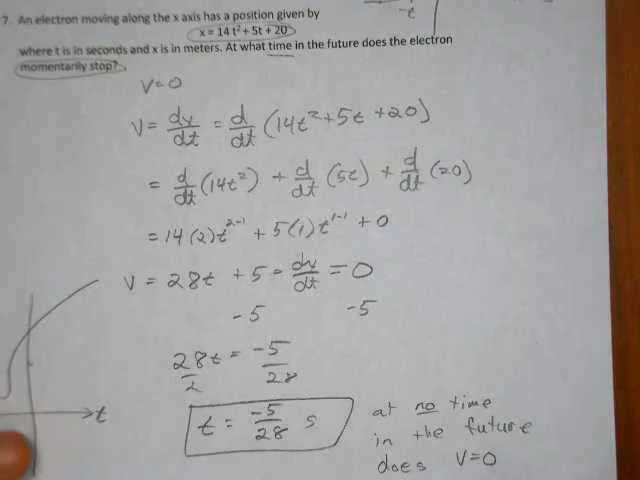 -t
7. An electron moving along the x axis has a position given by
x = 14 t² + 5t + 20
where t is in seconds and x is in meters. At what time in the future does the electron
momentarily stop?
V=0
V = dx/dt = d/dt (14t² + 5t + 20)
= d/dt (14t²) + d/dt (5t) + d/dt (20)
= 14(2)t²⁻¹ + 5(1)t¹⁻¹ + 0
V = 28t + 5 = dx/dt = 0
-5 -5
28t/2 = -5/28
t = -5/28 s
t
at no time
in the future
does V=0